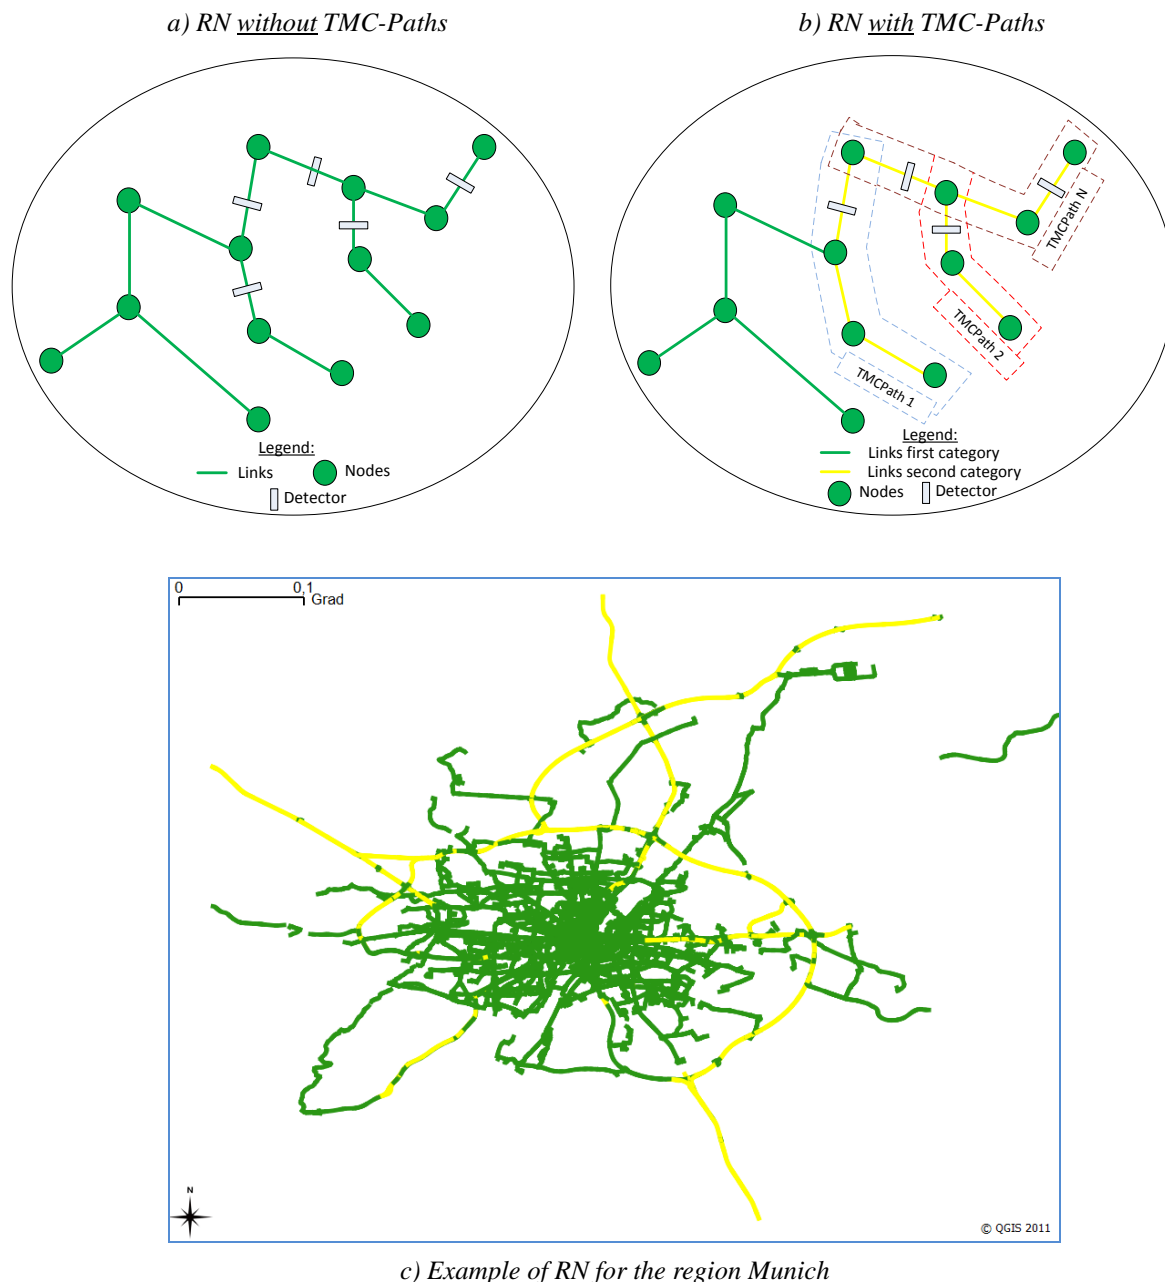 a) RN without TMC-Paths
b) RN with TMC-Paths
Legend:
Links
Nodes
Detector
TMCPath N
TMCPath 2
TMCPath 1
Legend:
Links first category
Links second category
Nodes
Detector
0
0,1
Grad
N
© QGIS 2011
c) Example of RN for the region Munich